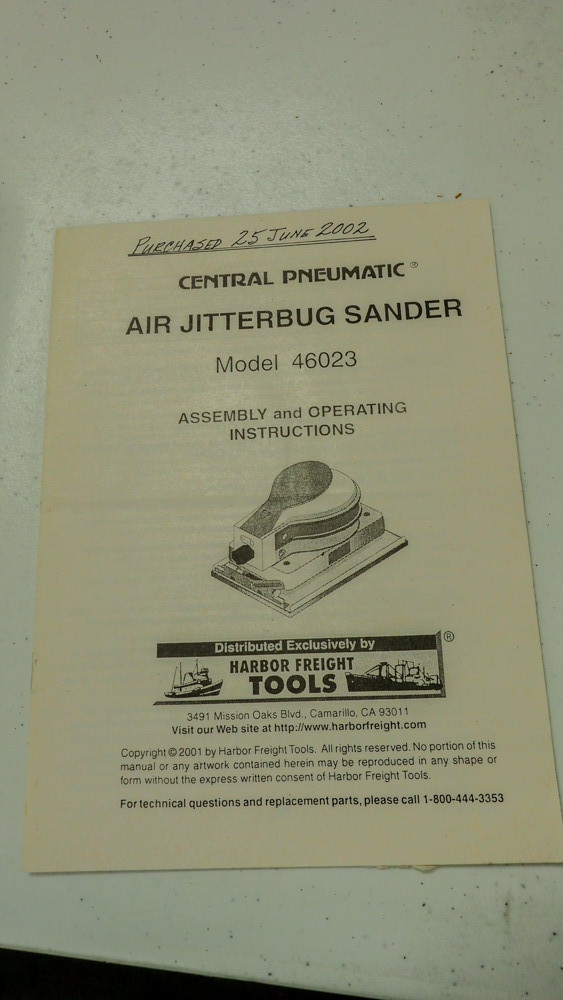 PURCHASED 25 JUNE 2002
CENTRAL PNEUMATIC ®
AIR JITTERBUG SANDER
Model 46023
ASSEMBLY and OPERATING
INSTRUCTIONS
Distributed Exclusively by ®
HARBOR FREIGHT
TOOLS
3491 Mission Oaks Blvd., Camarillo, CA 93011
Visit our Web site at http://www.harborfreight.com
Copyright © 2001 by Harbor Freight Tools. All rights reserved. No portion of this
manual or any artwork contained herein may be reproduced in any shape or
form without the express written consent of Harbor Freight Tools.
For technical questions and replacement parts, please call 1-800-444-3353